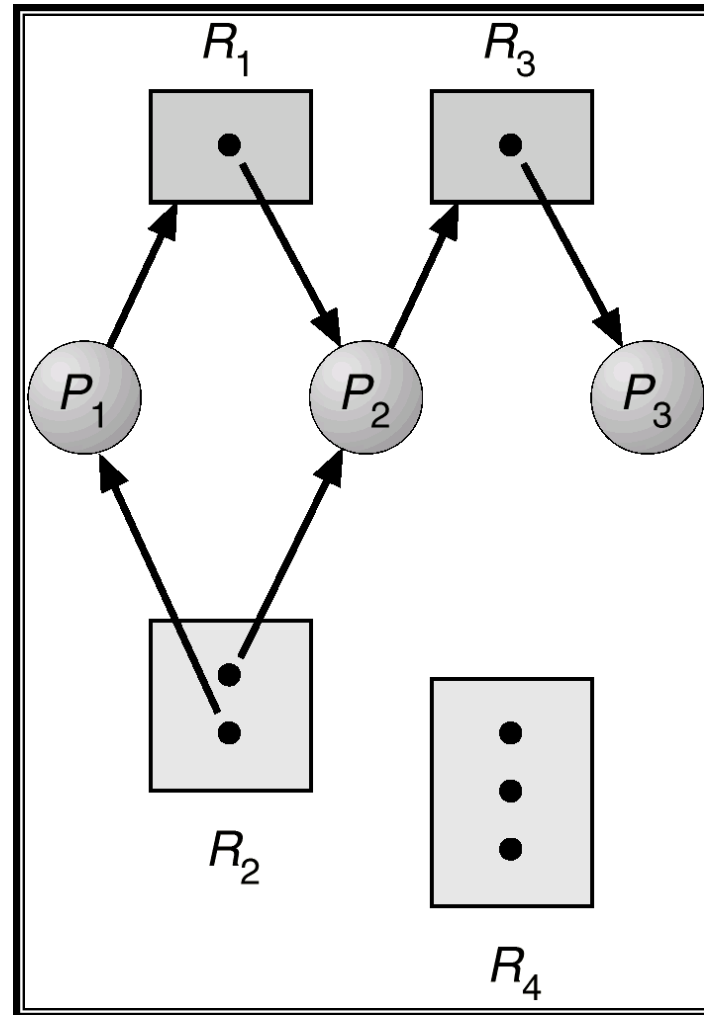 R₁ R₃
P₁ P₂ P₃
R₂
R₄